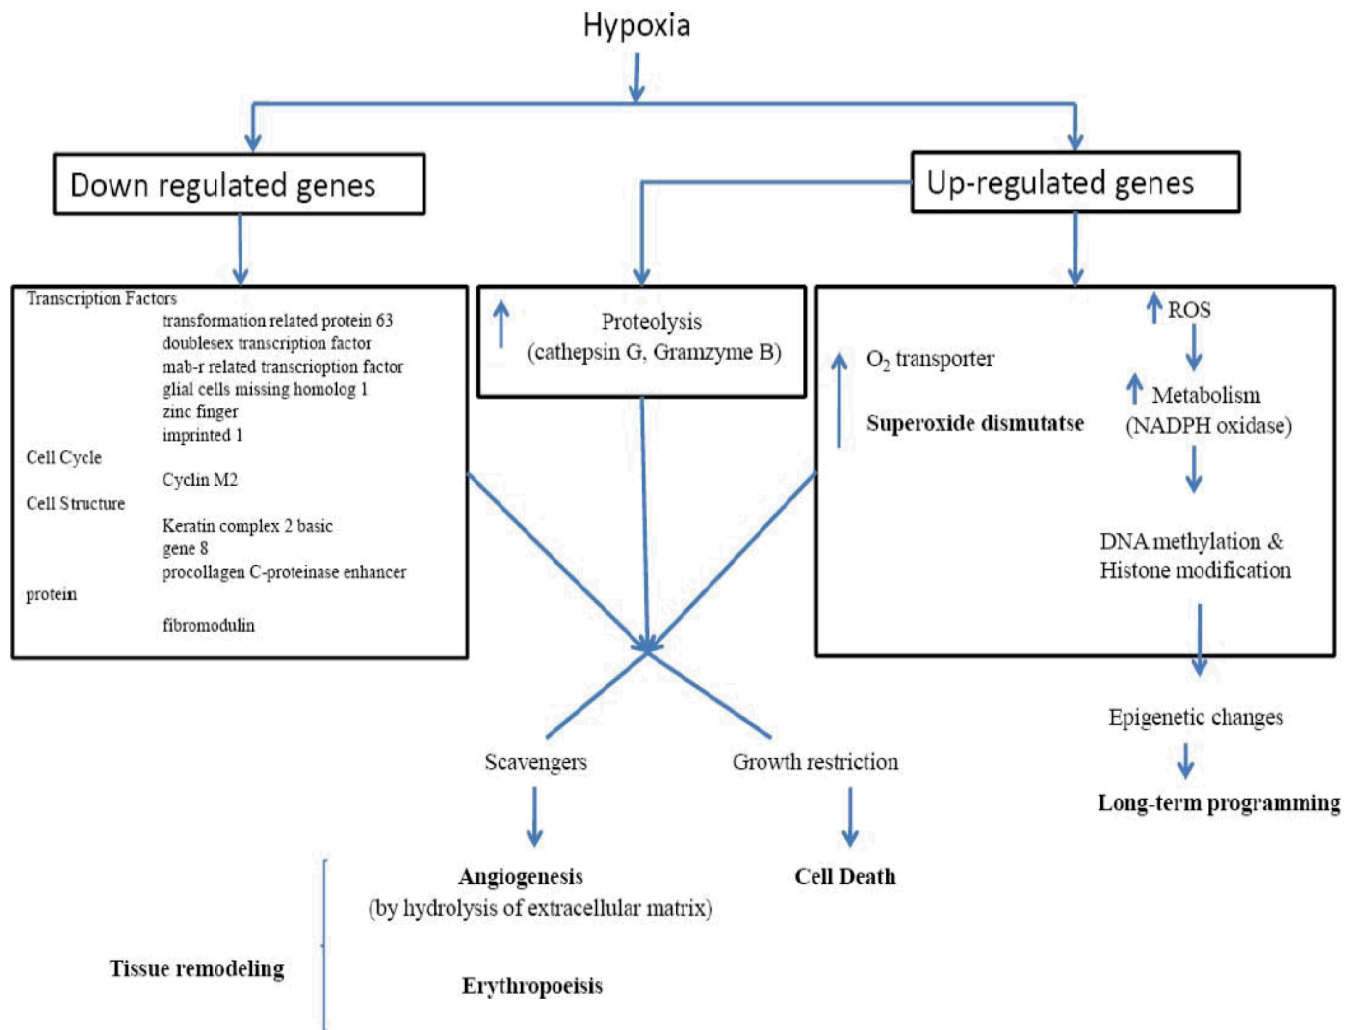 Hypoxia
Down regulated genes
Up-regulated genes
Transcription Factors
transformation related protein 63
doublesex transcription factor
mab-r related transcrioption factor
glial cells missing homolog 1
zinc finger
imprinted 1
Cell Cycle
Cyclin M2
Cell Structure
Keratin complex 2 basic
gene 8
procollagen C-proteinase enhancer
protein
fibromodulin
Proteolysis
(cathepsin G, Gramzyme B)
O2 transporter
Superoxide dismutatse
ROS
Metabolism
(NADPH oxidase)
DNA methylation &
Histone modification
Epigenetic changes
Long-term programming
Scavengers
Growth restriction
Angiogenesis
(by hydrolysis of extracellular matrix)
Cell Death
Tissue remodeling
Erythropoeisis